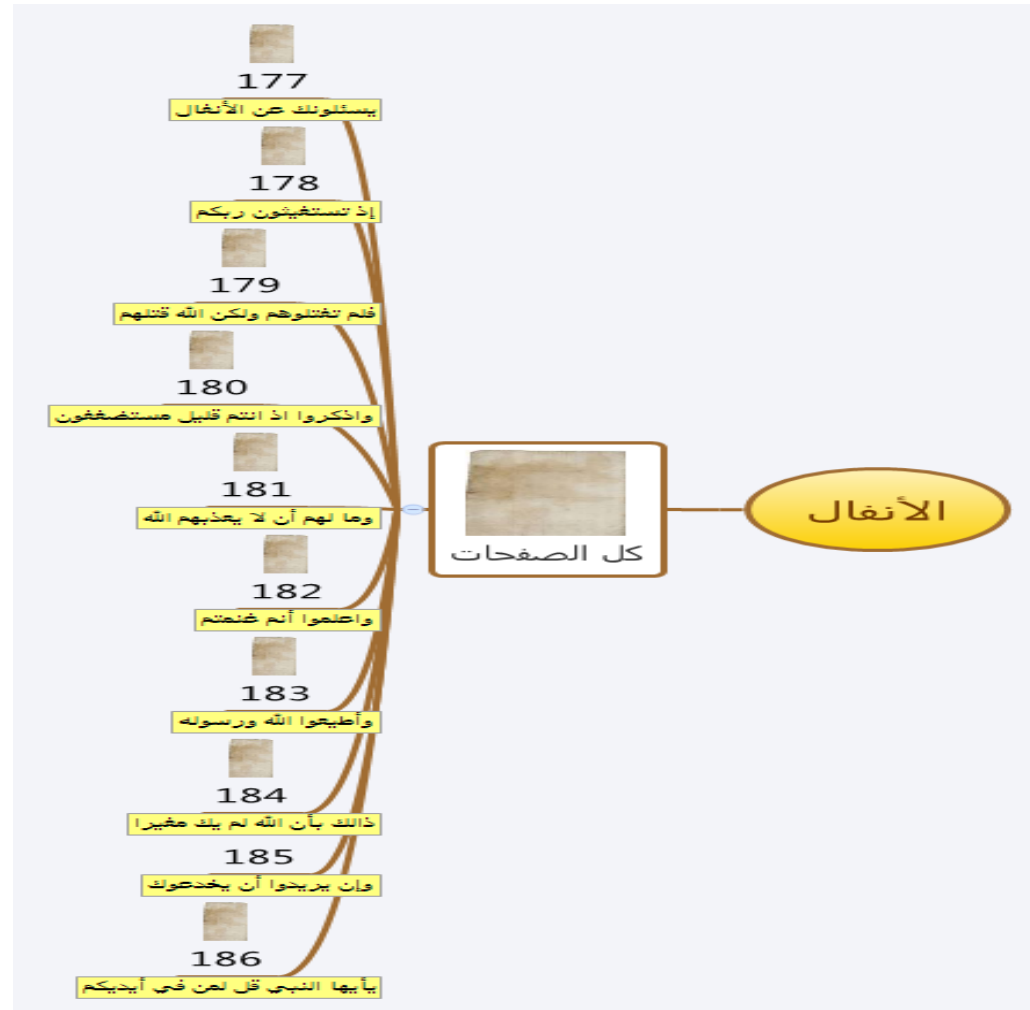 الأنفال
كل الصفحات
177
يسئلونك عن الأنفال
178
إذ تستغيثون ربكم
179
فلم تقتلوهم ولكن الله قتلهم
180
واذكروا اذ انتم قليل مستضعفون
181
وما لهم أن لا يعذبهم الله
182
واعلموا أنم غنمتم
183
وأطيعوا الله ورسوله
184
ذالك بأن الله لم يك مغيرا
185
وإن يريدوا أن يخدعوك
186
يأيها النبي قل لمن في أيديكم